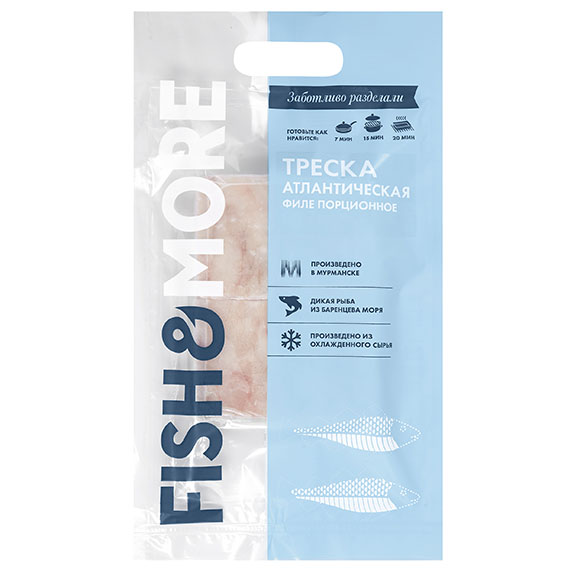 FISH & MORE
Заботливо разделали
ГОТОВЬТЕ КАК
НРАВИТСЯ:
7 МИН 15 МИН 20 МИН
ТРЕСКА
АТЛАНТИЧЕСКАЯ
ФИЛЕ ПОРЦИОННОЕ
ПРОИЗВЕДЕНО
В МУРМАНСКЕ
ДИКАЯ РЫБА
ИЗ БАРЕНЦЕВА МОРЯ
ПРОИЗВЕДЕНО ИЗ
ОХЛАЖДЕННОГО СЫРЬЯ